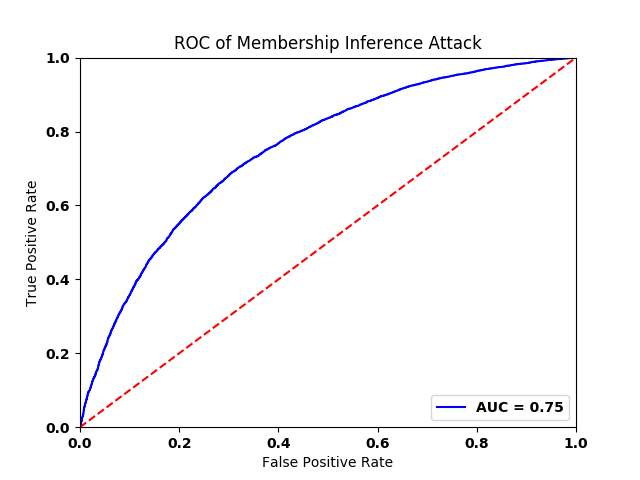 ROC of Membership Inference Attack
True Positive Rate
1.0
0.8
0.6
0.4
0.2
0.0
0.0 0.2 0.4 0.6 0.8 1.0
False Positive Rate
AUC = 0.75